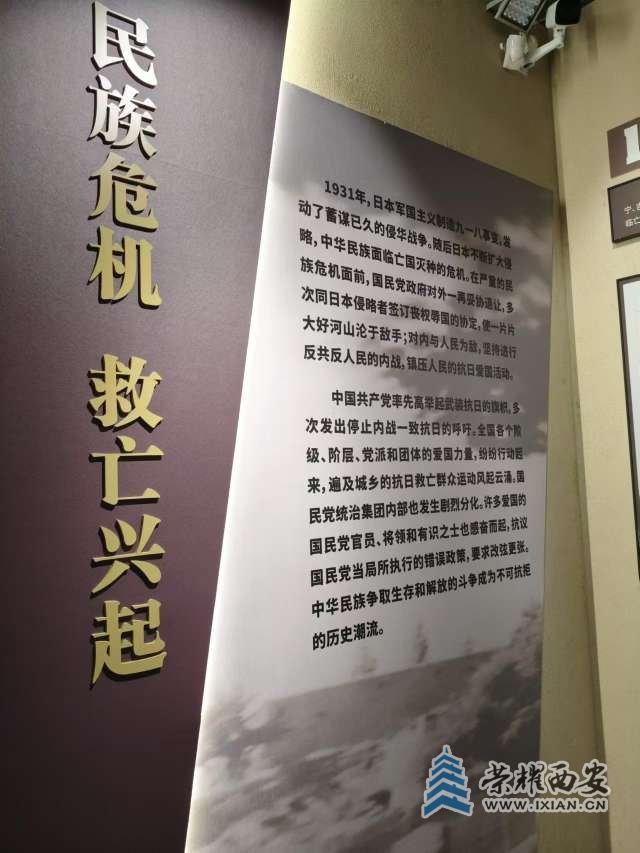 民族危机 救亡兴起
1931年，日本军国主义制造九一八事变，发
动了蓄谋已久的侵华战争。随后日本不断扩大侵
略，中华民族面临亡国灭种的危机。在严重的民
族危机面前，国民党政府对外一再妥协退让，多
次同日本侵略者签订丧权辱国的协定，使一片片
大好河山沦于敌手；对内与人民为敌，坚持进行
反共反人民的内战，镇压人民的抗日爱国活动。
中国共产党率先高举起武装抗日的旗帜，多
次发出停止内战一致抗日的呼吁。全国各个阶
级、阶层、党派和团体的爱国力量，纷纷行动起
来，遍及城乡的抗日救亡群众运动风起云涌。国
民党统治集团内部也发生剧烈分化。许多爱国的
国民党官员、将领和有识之士也感奋而起，抗议
国民党当局所执行的错误政策，要求改弦更张。
中华民族争取生存和解放的斗争成为不可抗拒
的历史潮流。
临亡
荣耀西安
WWW.IXIAN.CN